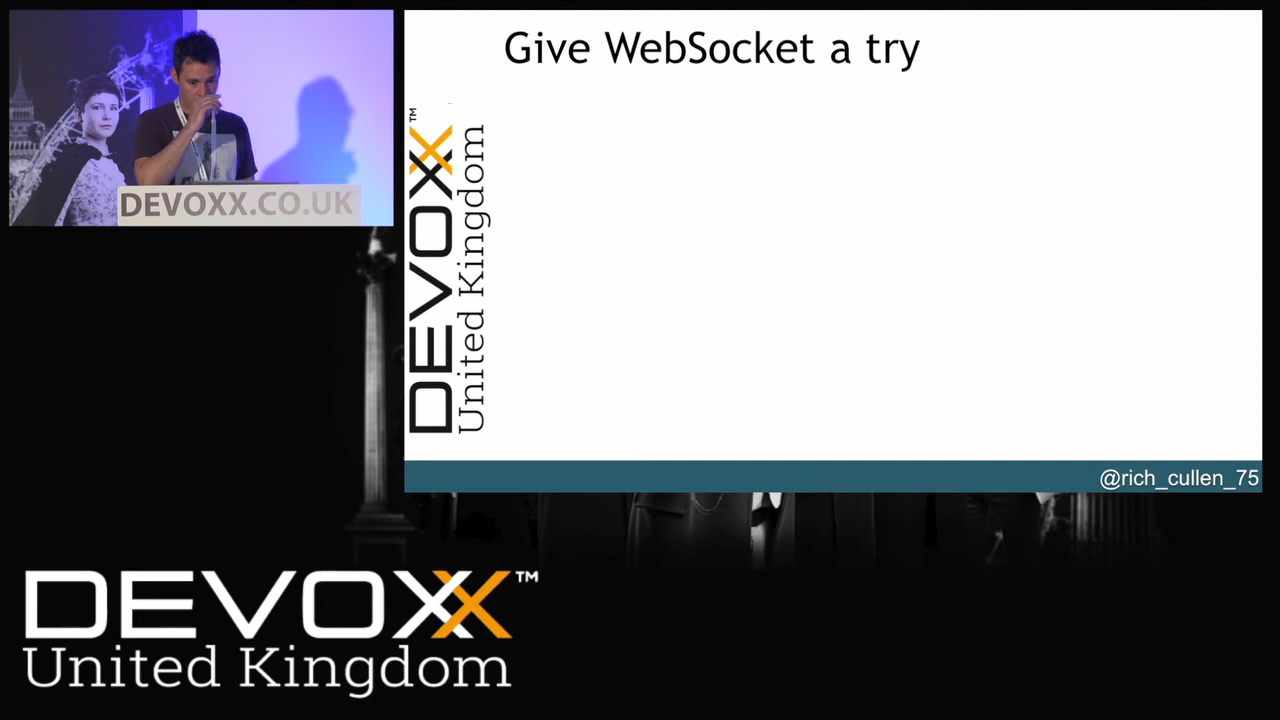 Give WebSocket a try
DEVOXX™
United Kingdom
DEVOXX.CO.UK
@rich_cullen_75
DEVOXX™
United Kingdom